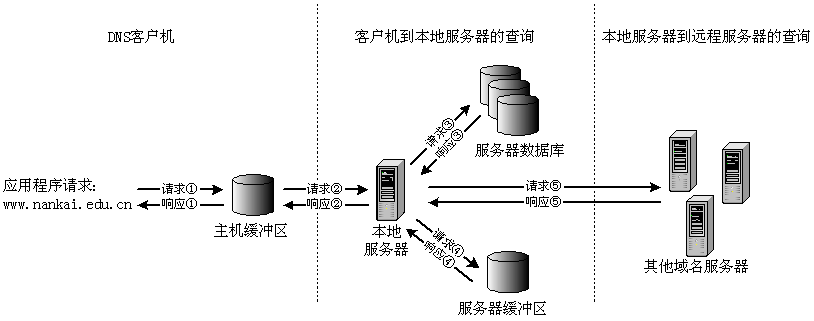 DNS客户机
客户机到本地服务器的查询
本地服务器到远程服务器的查询
请求③
响应③
服务器数据库
应用程序请求：
www.nankai.edu.cn
请求①
响应①
主机缓冲区
请求②
响应②
本地
服务器
请求⑤
响应⑤
请求④
响应④
服务器缓冲区
其他域名服务器